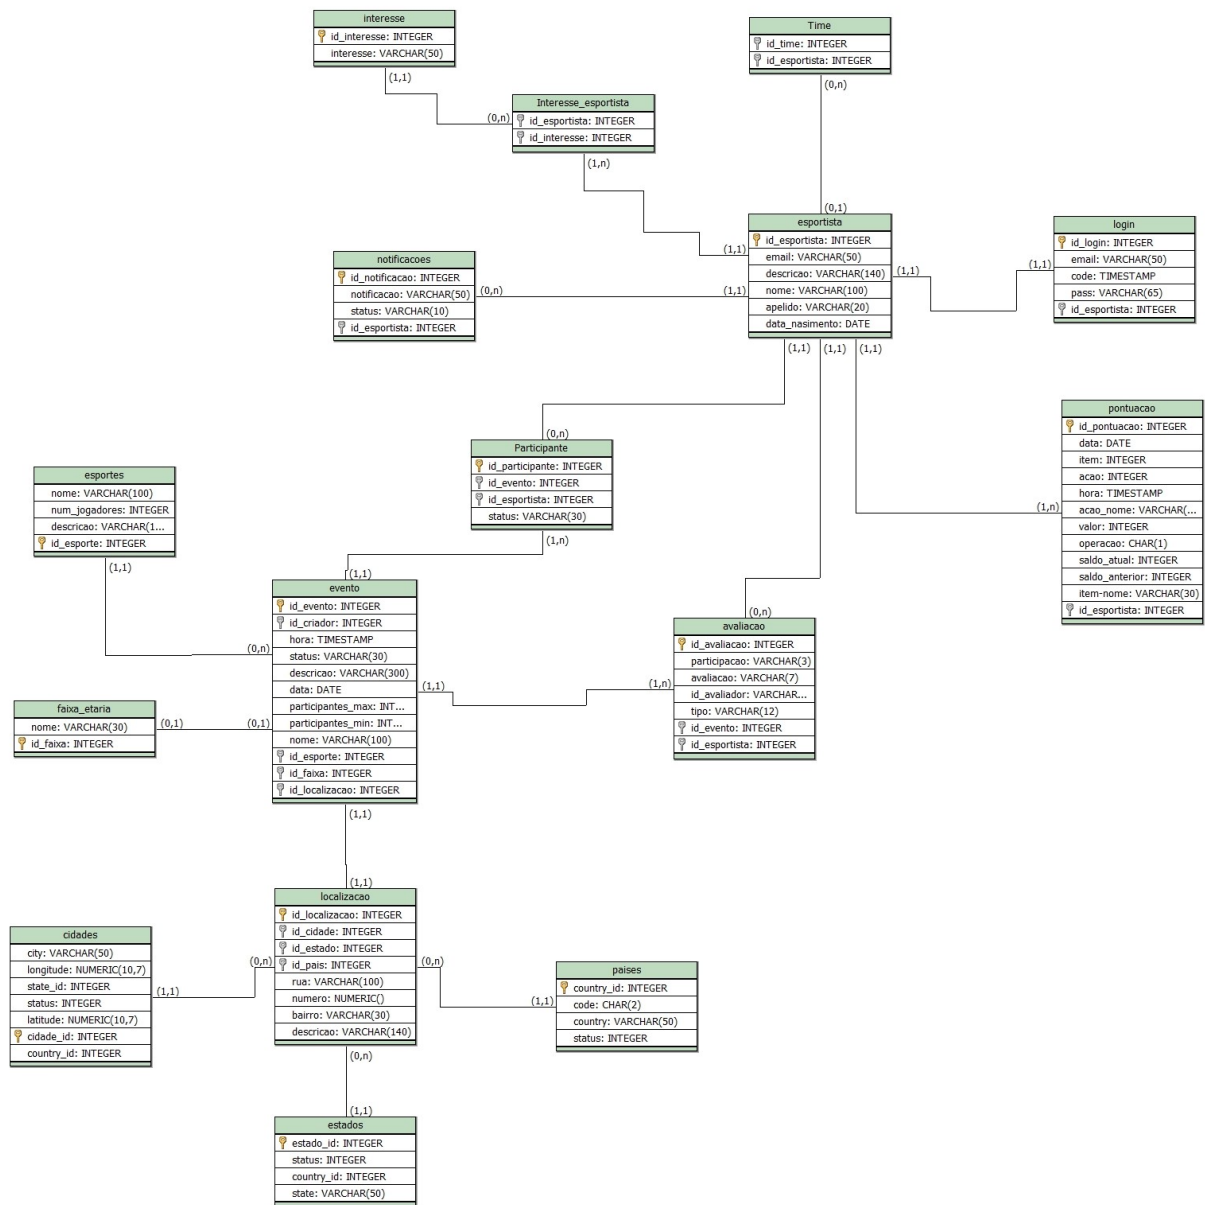 interesse
id_interesse: INTEGER
interesse: VARCHAR(50)
(1,1)
(0,n)
Time
id_time: INTEGER
id_esportista: INTEGER
(0,n)
(0,1)
Interesse_esportista
id_esportista: INTEGER
id_interesse: INTEGER
(1,n)
(1,1)
esportista
id_esportista: INTEGER
email: VARCHAR(50)
descricao: VARCHAR(140)
nome: VARCHAR(100)
apelido: VARCHAR(20)
data_nasimento: DATE
(1,1)
(1,1)
login
id_login: INTEGER
email: VARCHAR(50)
code: TIMESTAMP
pass: VARCHAR(65)
id_esportista: INTEGER
notificacoes
id_notificacao: INTEGER
notificacao: VARCHAR(50)
status: VARCHAR(10)
id_esportista: INTEGER
(0,n)
(1,1)
(1,1)
(1,1)
(1,1)
pontuacao
id_pontuacao: INTEGER
data: DATE
item: INTEGER
acao: INTEGER
hora: TIMESTAMP
acao_nome: VARCHAR(...
valor: INTEGER
operacao: CHAR(1)
saldo_atual: INTEGER
saldo_anterior: INTEGER
item-nome: VARCHAR(30)
id_esportista: INTEGER
(1,n)
(0,n)
Participante
id_participante: INTEGER
id_evento: INTEGER
id_esportista: INTEGER
status: VARCHAR(30)
(1,n)
(1,1)
esportes
nome: VARCHAR(100)
num_jogadores: INTEGER
descricao: VARCHAR(1...
id_esporte: INTEGER
(1,1)
(0,n)
evento
id_evento: INTEGER
id_criador: INTEGER
hora: TIMESTAMP
status: VARCHAR(30)
descricao: VARCHAR(300)
data: DATE
participantes_max: INT...
participantes_min: INT...
nome: VARCHAR(100)
id_esporte: INTEGER
id_faixa: INTEGER
id_localizacao: INTEGER
(1,1)
(1,n)
(0,n)
avaliacao
id_avaliacao: INTEGER
participacao: VARCHAR(3)
avaliacao: VARCHAR(7)
id_avaliador: VARCHAR...
tipo: VARCHAR(12)
id_evento: INTEGER
id_esportista: INTEGER
faixa_etaria
nome: VARCHAR(30)
id_faixa: INTEGER
(0,1)
(0,1)
(1,1)
(1,1)
localizacao
id_localizacao: INTEGER
id_cidade: INTEGER
id_estado: INTEGER
id_pais: INTEGER
rua: VARCHAR(100)
numero: NUMERIC()
bairro: VARCHAR(30)
descricao: VARCHAR(140)
cidades
city: VARCHAR(50)
longitude: NUMERIC(10,7)
state_id: INTEGER
status: INTEGER
latitude: NUMERIC(10,7)
cidade_id: INTEGER
country_id: INTEGER
(1,1)
(0,n)
(0,n)
(1,1)
paises
country_id: INTEGER
code: CHAR(2)
country: VARCHAR(50)
status: INTEGER
(0,n)
(1,1)
estados
estado_id: INTEGER
status: INTEGER
country_id: INTEGER
state: VARCHAR(50)